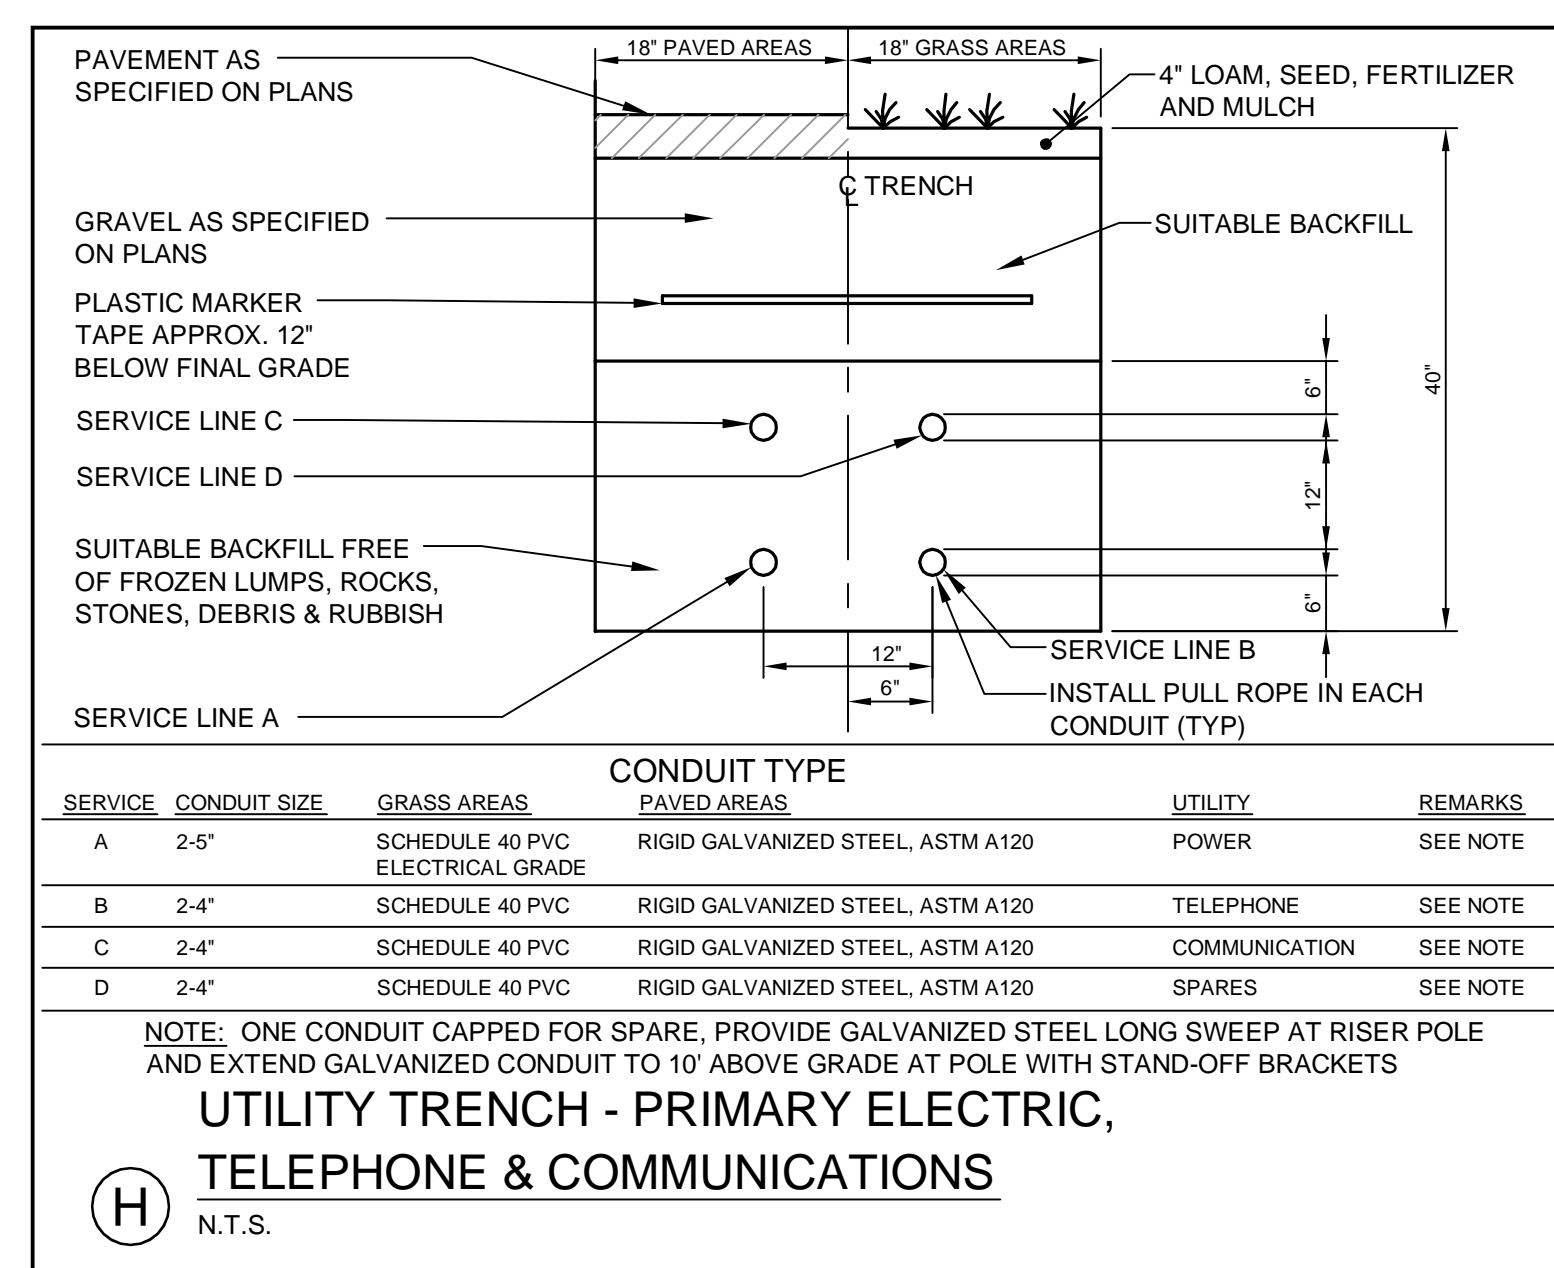 18" PAVED AREAS
18" GRASS AREAS
PAVEMENT AS
SPECIFIED ON PLANS
4" LOAM, SEED, FERTILIZER
AND MULCH
CL TRENCH
GRAVEL AS SPECIFIED
ON PLANS
SUITABLE BACKFILL
PLASTIC MARKER
TAPE APPROX. 12"
BELOW FINAL GRADE
6"
40"
SERVICE LINE C
SERVICE LINE D
12"
SUITABLE BACKFILL FREE
OF FROZEN LUMPS, ROCKS,
STONES, DEBRIS & RUBBISH
6"
12"
SERVICE LINE B
6"
INSTALL PULL ROPE IN EACH
CONDUIT (TYP)
SERVICE LINE A
CONDUIT TYPE
SERVICE CONDUIT SIZE GRASS AREAS PAVED AREAS UTILITY REMARKS
A 2-5" SCHEDULE 40 PVC RIGID GALVANIZED STEEL, ASTM A120 POWER SEE NOTE
ELECTRICAL GRADE
B 2-4" SCHEDULE 40 PVC RIGID GALVANIZED STEEL, ASTM A120 TELEPHONE SEE NOTE
C 2-4" SCHEDULE 40 PVC RIGID GALVANIZED STEEL, ASTM A120 COMMUNICATION SEE NOTE
D 2-4" SCHEDULE 40 PVC RIGID GALVANIZED STEEL, ASTM A120 SPARES SEE NOTE
NOTE: ONE CONDUIT CAPPED FOR SPARE, PROVIDE GALVANIZED STEEL LONG SWEEP AT RISER POLE
AND EXTEND GALVANIZED CONDUIT TO 10' ABOVE GRADE AT POLE WITH STAND-OFF BRACKETS
UTILITY TRENCH - PRIMARY ELECTRIC,
TELEPHONE & COMMUNICATIONS
H
N.T.S.